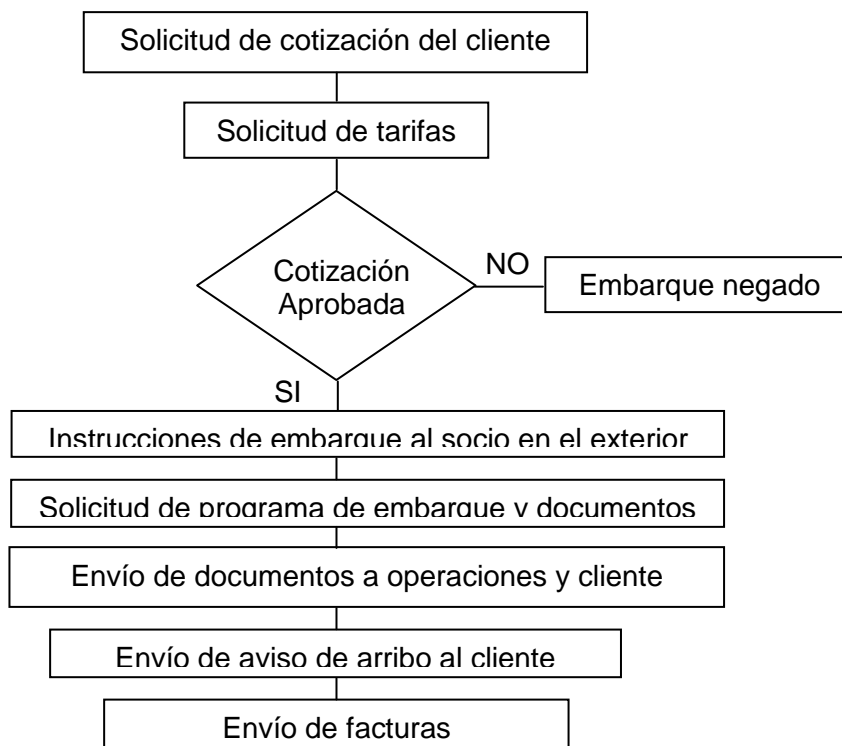 Solicitud de cotización del cliente
Solicitud de tarifas
Cotización
Aprobada
NO
Embarque negado
SI
Instrucciones de embarque al socio en el exterior
Solicitud de programa de embarque y documentos
Envío de documentos a operaciones y cliente
Envío de aviso de arribo al cliente
Envío de facturas